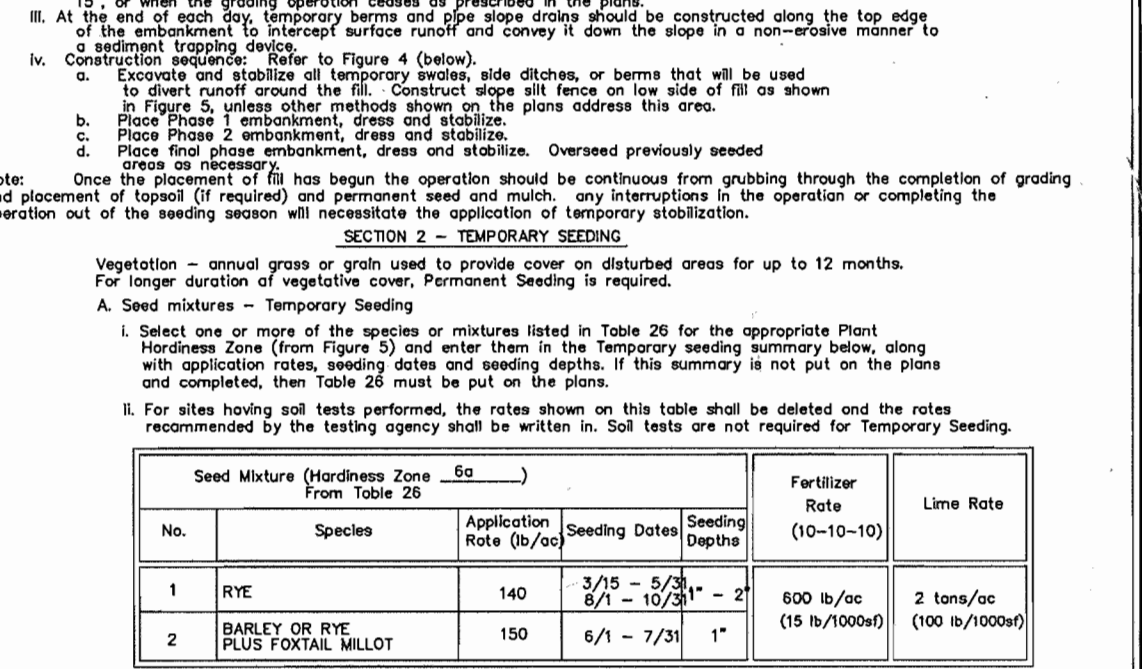 15', or when the grading operation ceases as prescribed in the plans.
III. At the end of each day, temporary berms and pipe slope drains should be constructed along the top edge
of the embankment to intercept surface runoff and convey it down the slope in a non-erosive manner to
a sediment trapping device.
iv. Construction sequence: Refer to Figure 4 (below).
a. Excavate and stabilize all temporary swales, side ditches, or berms that will be used
to divert runoff around the fill. Construct slope silt fence on low side of fill as shown
in Figure 5, unless other methods shown on the plans address this area.
b. Place Phase 1 embankment, dress and stabilize.
c. Place Phase 2 embankment, dress and stabilize.
d. Place final phase embankment, dress and stabilize. Overseed previously seeded
areas as necessary.
ote: Once the placement of fill has begun the operation should be continuous from grubbing through the completion of grading
d placement of topsoil (if required) and permanent seed and mulch. any interruptions in the operation or completing the
eration out of the seeding season will necessitate the application of temporary stabilization.
SECTION 2 - TEMPORARY SEEDING
Vegetation - annual grass or grain used to provide cover on disturbed areas for up to 12 months.
For longer duration of vegetative cover, Permanent Seeding is required.
A. Seed mixtures - Temporary Seeding
i. Select one or more of the species or mixtures listed in Table 26 for the appropriate Plant
Hardiness Zone (from Figure 5) and enter them in the Temporary seeding summary below, along
with application rates, seeding dates and seeding depths. If this summary is not put on the plans
and completed, then Table 26 must be put on the plans.
ii. For sites having soil tests performed, the rates shown on this table shall be deleted and the rates
recommended by the testing agency shall be written in. Soil tests are not required for Temporary Seeding.
Seed Mixture (Hardiness Zone 6a )
From Table 26
Fertilizer
Rate
(10-10-10)
Lime Rate
No.
Species
Application
Rate (lb/ac)
Seeding Dates
Seeding
Depths
1
RYE
140
3/15 - 5/31,
8/1 - 10/31
1" - 2"
600 lb/ac
(15 lb/1000sf)
2 tons/ac
(100 lb/1000sf)
2
BARLEY OR RYE
PLUS FOXTAIL MILLOT
150
6/1 - 7/31
1"